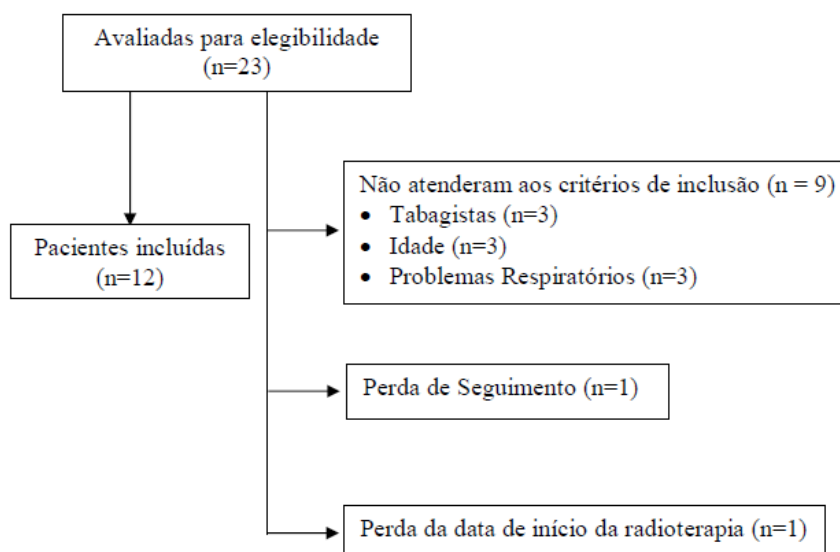 Avaliadas para elegibilidade
(n=23)
Não atenderam aos critérios de inclusão (n = 9)
• Tabagistas (n=3)
• Idade (n=3)
• Problemas Respiratórios (n=3)
Pacientes incluídas
(n=12)
Perda de Seguimento (n=1)
Perda da data de início da radioterapia (n=1)